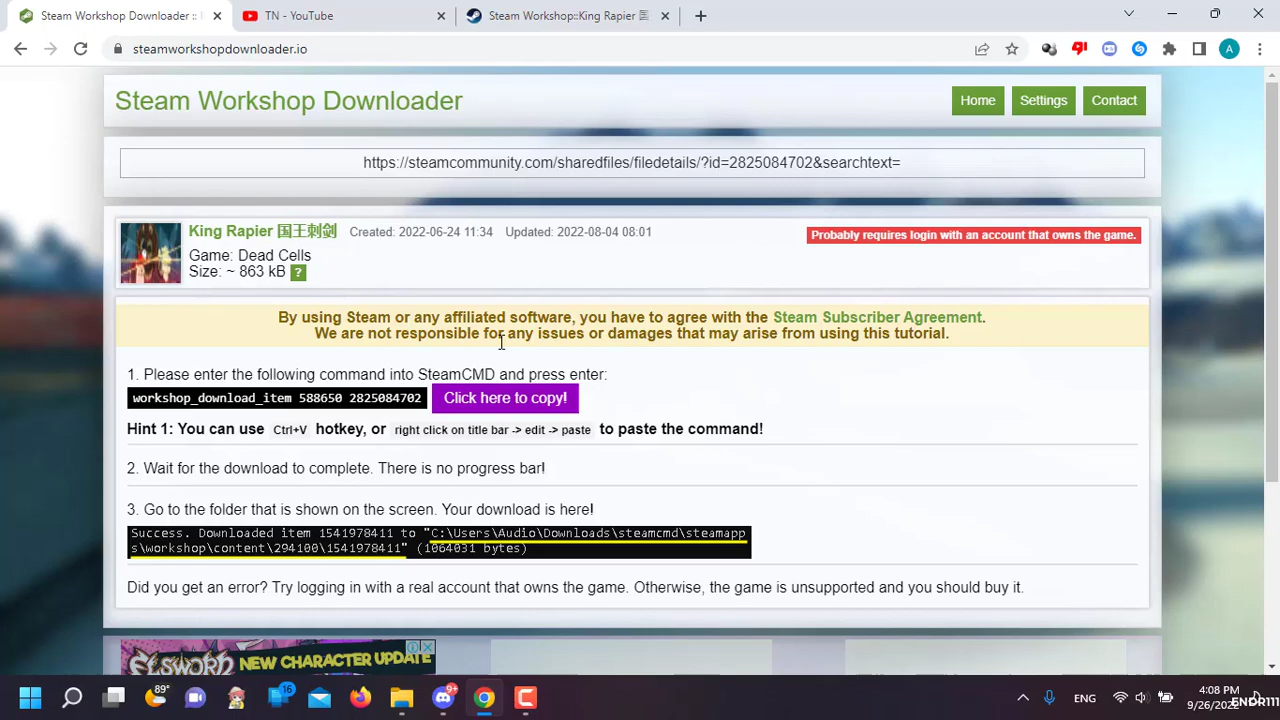 Steam Workshop Downloader :: 
TN - YouTube
Steam Workshop::King Rapier 国
steamworkshopdownloader.io
A
Steam Workshop Downloader
Home
Settings
Contact
https://steamcommunity.com/sharedfiles/filedetails/?id=2825084702&searchtext=
King Rapier 国王刺剑 Created: 2022-06-24 11:34 Updated: 2022-08-04 08:01
Probably requires login with an account that owns the game.
Game: Dead Cells
Size: ~ 863 kB ?
By using Steam or any affiliated software, you have to agree with the Steam Subscriber Agreement.
We are not responsible for any issues or damages that may arise from using this tutorial.
1. Please enter the following command into SteamCMD and press enter:
workshop_download_item 588650 2825084702 Click here to copy!
Hint 1: You can use Ctrl+V hotkey, or right click on title bar -> edit -> paste to paste the command!
2. Wait for the download to complete. There is no progress bar!
3. Go to the folder that is shown on the screen. Your download is here!
Success. Downloaded item 1541978411 to "C:\Users\Audio\Downloads\steamcmd\steamapp
s\workshop\content\294100\1541978411" (1064031 bytes)
Did you get an error? Try logging in with a real account that owns the game. Otherwise, the game is unsupported and you should buy it.
ELSWORD NEW CHARACTER UPDATE
89°
16
9+
ENG
4:08 PM
9/26/2022
ENDR111